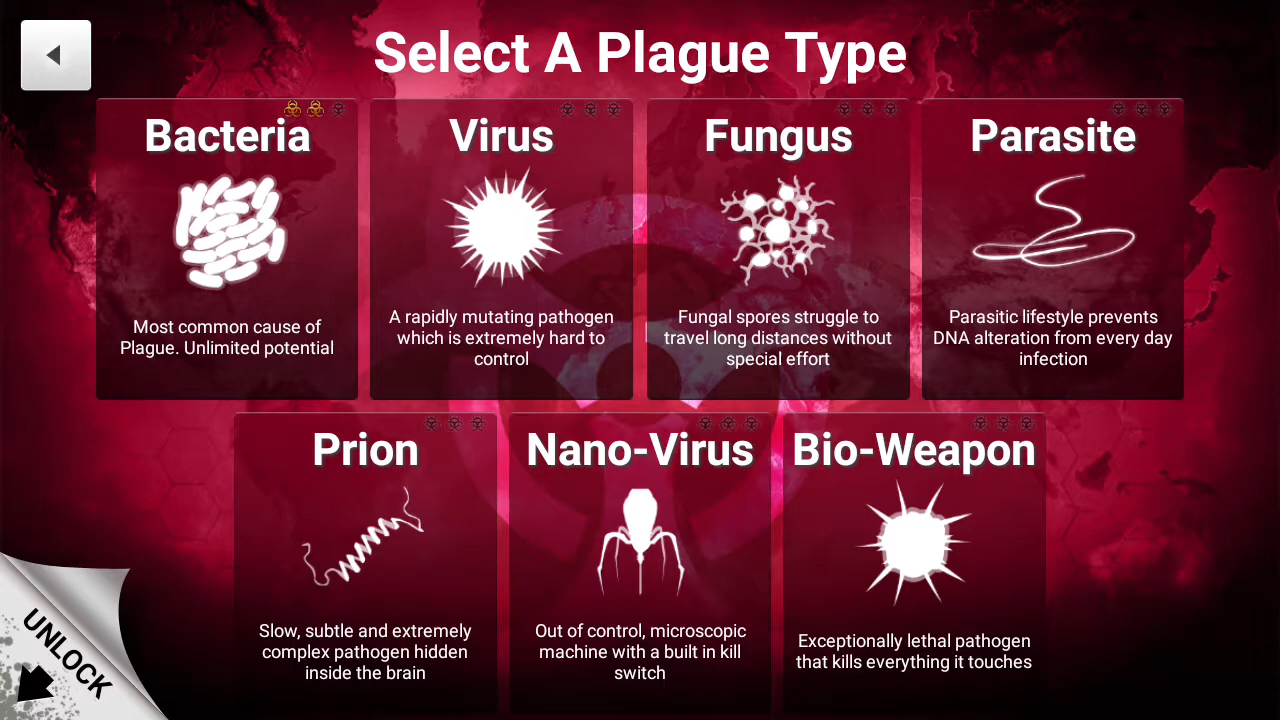 Select A Plague Type
Bacteria
Most common cause of
Plague. Unlimited potential
Virus
A rapidly mutating pathogen
which is extremely hard to
control
Fungus
Fungal spores struggle to
travel long distances without
special effort
Parasite
Parasitic lifestyle prevents
DNA alteration from every day
infection
Prion
Slow, subtle and extremely
complex pathogen hidden
inside the brain
Nano-Virus
Out of control, microscopic
machine with a built in kill
switch
Bio-Weapon
Exceptionally lethal pathogen
that kills everything it touches
UNLOCK